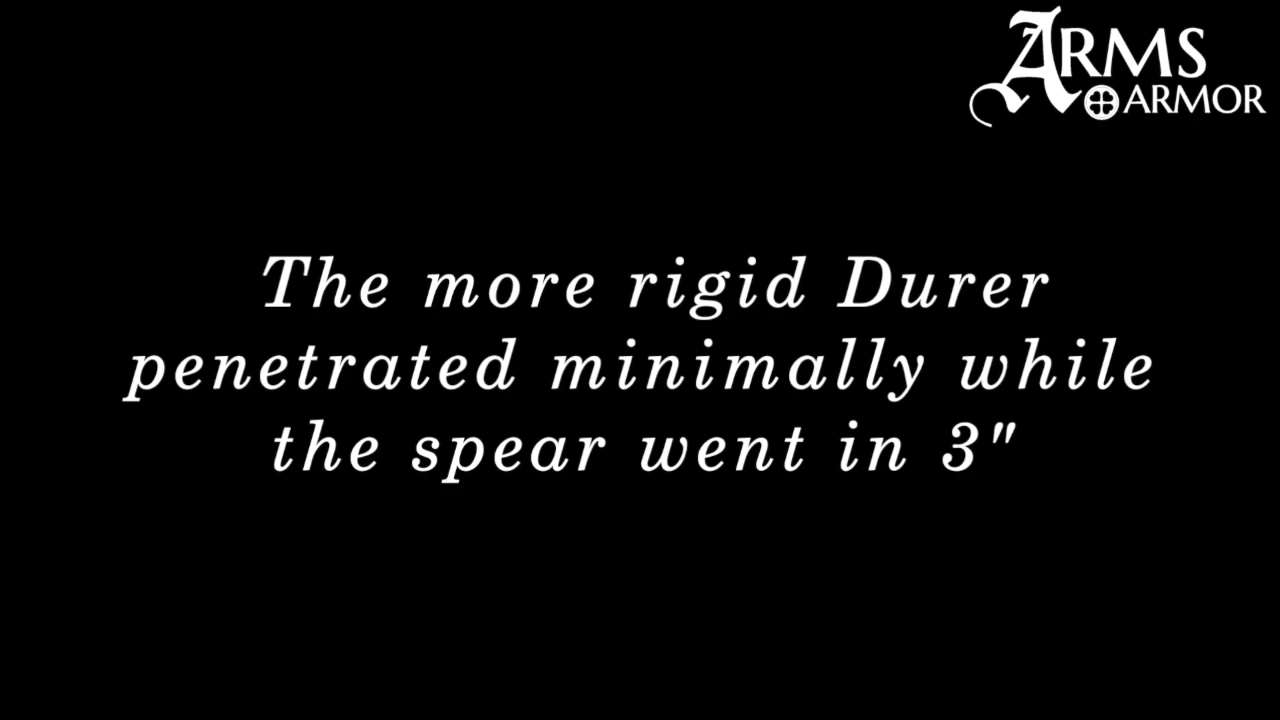 ARMS
ARMOR
The more rigid Durer
penetrated minimally while
the spear went in 3"